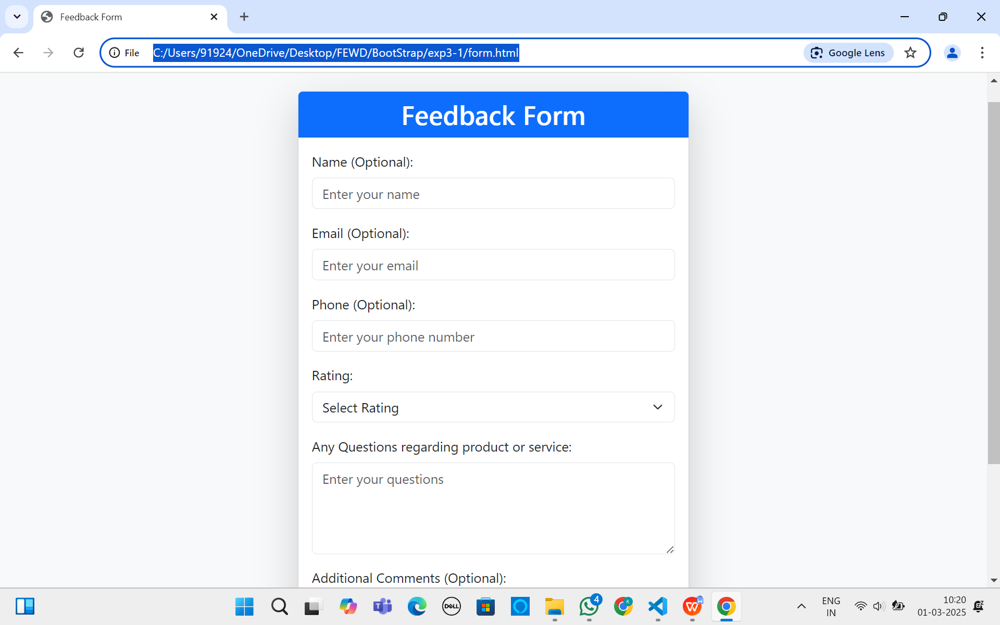 Feedback Form
File
C:/Users/91924/OneDrive/Desktop/FEWD/BootStrap/exp3-1/form.html
Google Lens
Feedback Form
Name (Optional):
Enter your name
Email (Optional):
Enter your email
Phone (Optional):
Enter your phone number
Rating:
Select Rating
Any Questions regarding product or service:
Enter your questions
Additional Comments (Optional):
DELL
4
K
W
W
ENG
IN
10:20
01-03-2025